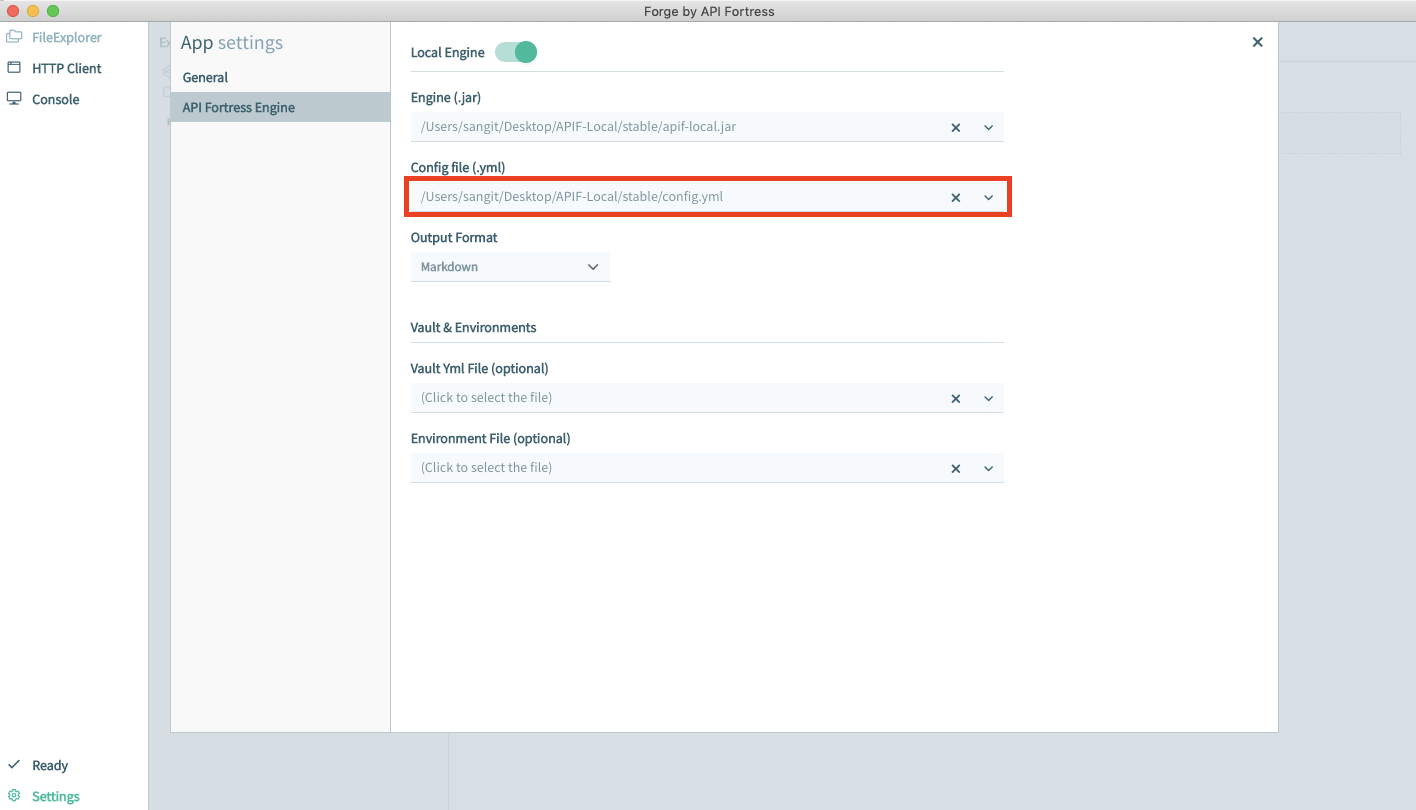 Forge by API Fortress
FileExplorer
HTTP Client
Console
Ex
App settings
General
API Fortress Engine
Local Engine
Engine (.jar)
/Users/sangit/Desktop/APIF-Local/stable/apif-local.jar
Config file (.yml)
/Users/sangit/Desktop/APIF-Local/stable/config.yml
Output Format
Markdown
Vault & Environments
Vault Yml File (optional)
(Click to select the file)
Environment File (optional)
(Click to select the file)
Ready
Settings